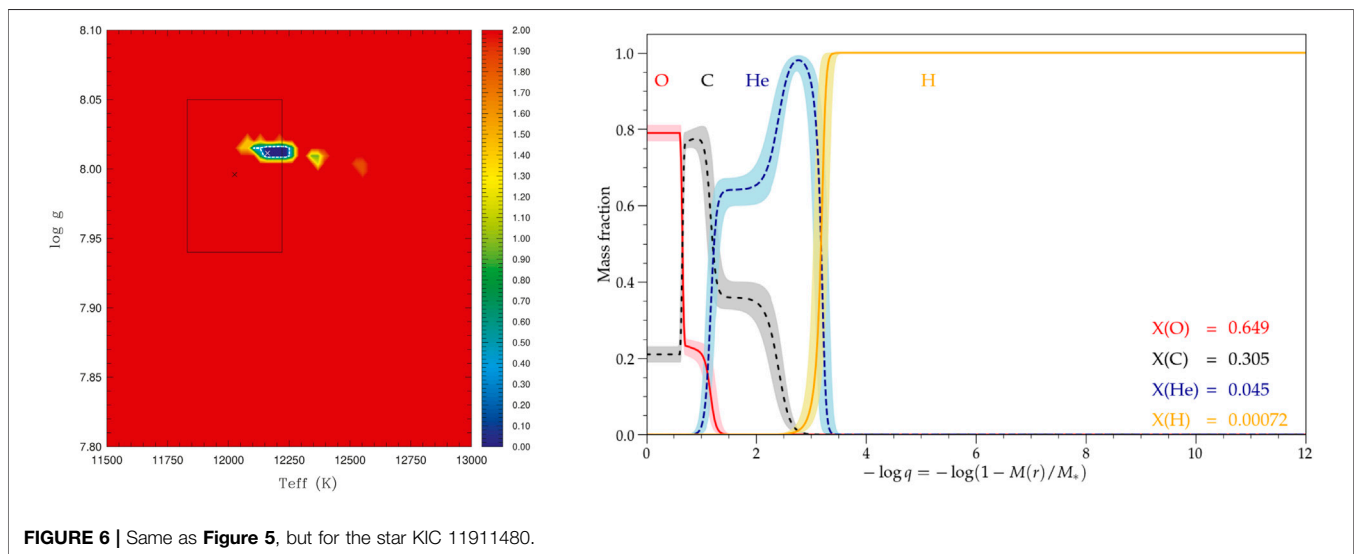 8.10
8.05
8.00
7.95
7.90
7.85
7.80
log g
11500 11750 12000 12250 12500 12750 13000
Teff (K)
2.00
1.90
1.80
1.70
1.60
1.50
1.40
1.30
1.20
1.10
1.00
0.90
0.80
0.70
0.60
0.50
0.40
0.30
0.20
0.10
0.00
1.0
0.8
0.6
0.4
0.2
0.0
Mass fraction
O C He H
X(O) = 0.649
X(C) = 0.305
X(He) = 0.045
X(H) = 0.00072
0 2 4 6 8 10 12
− log q = − log(1 − M(r)/M*)
FIGURE 6 | Same as Figure 5, but for the star KIC 11911480.